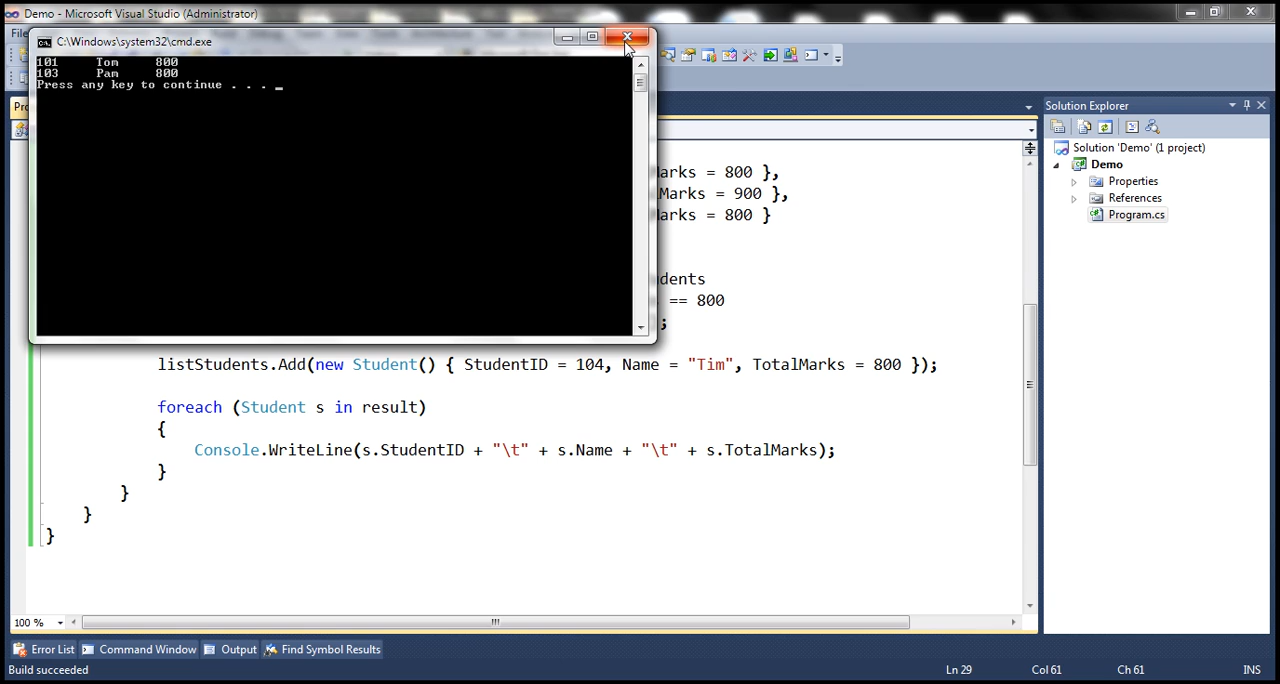 Demo - Microsoft Visual Studio (Administrator)
C:\Windows\system32\cmd.exe
101 Tom 800
103 Pam 800
Press any key to continue . . . _
Marks = 800 },
lMarks = 900 },
Marks = 800 }
dents
== 800
;
listStudents.Add(new Student() { StudentID = 104, Name = "Tim", TotalMarks = 800 });
foreach (Student s in result)
{
Console.WriteLine(s.StudentID + "\t" + s.Name + "\t" + s.TotalMarks);
}
}
}
}
Solution Explorer
Solution 'Demo' (1 project)
Demo
Properties
References
Program.cs
100 %
Error List
Command Window
Output
Find Symbol Results
Build succeeded
Ln 29
Col 61
Ch 61
INS